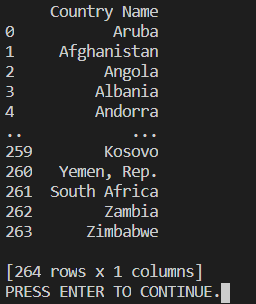 Country Name
0 Aruba
1 Afghanistan
2 Angola
3 Albania
4 Andorra
.. ...
259 Kosovo
260 Yemen, Rep.
261 South Africa
262 Zambia
263 Zimbabwe
[264 rows x 1 columns]
PRESS ENTER TO CONTINUE.